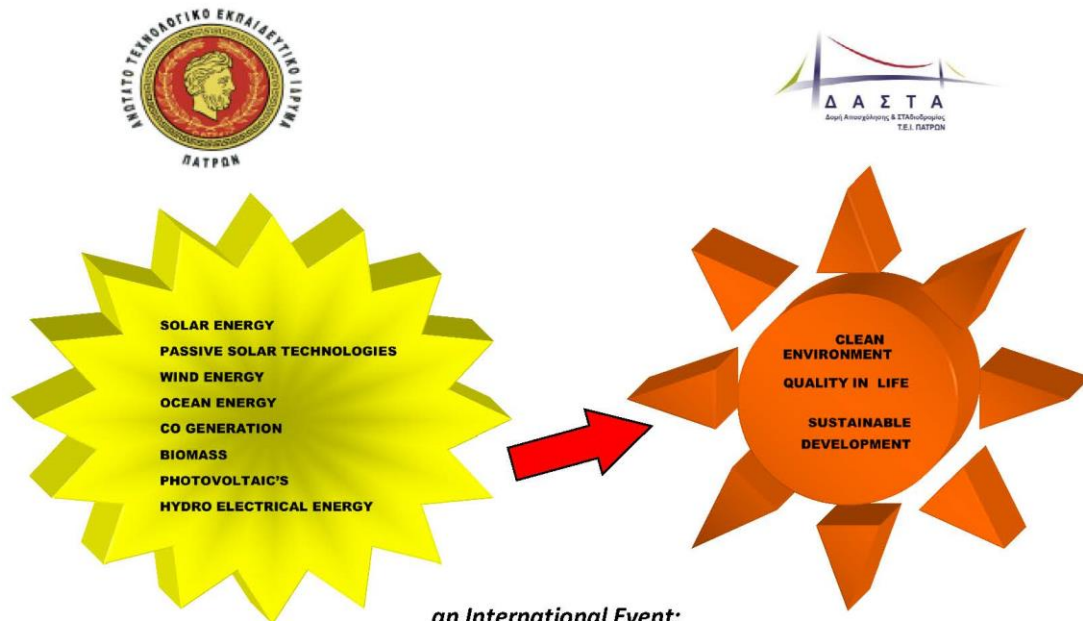 ΑΝΩΤΑΤΟ ΤΕΧΝΟΛΟΓΙΚΟ ΕΚΠΑΙΔΕΥΤΙΚΟ ΙΔΡΥΜΑ
ΠΑΤΡΩΝ
ΔΑΣΤΑ
Δομή Απασχόλησης & ΣΤΑδιοδρομίας
Τ.Ε.Ι. ΠΑΤΡΩΝ
SOLAR ENERGY
PASSIVE SOLAR TECHNOLOGIES
WIND ENERGY
OCEAN ENERGY
CO GENERATION
BIOMASS
PHOTOVOLTAIC'S
HYDRO ELECTRICAL ENERGY
CLEAN
ENVIRONMENT
QUALITY IN LIFE
SUSTAINABLE
DEVELOPMENT
an International Event: